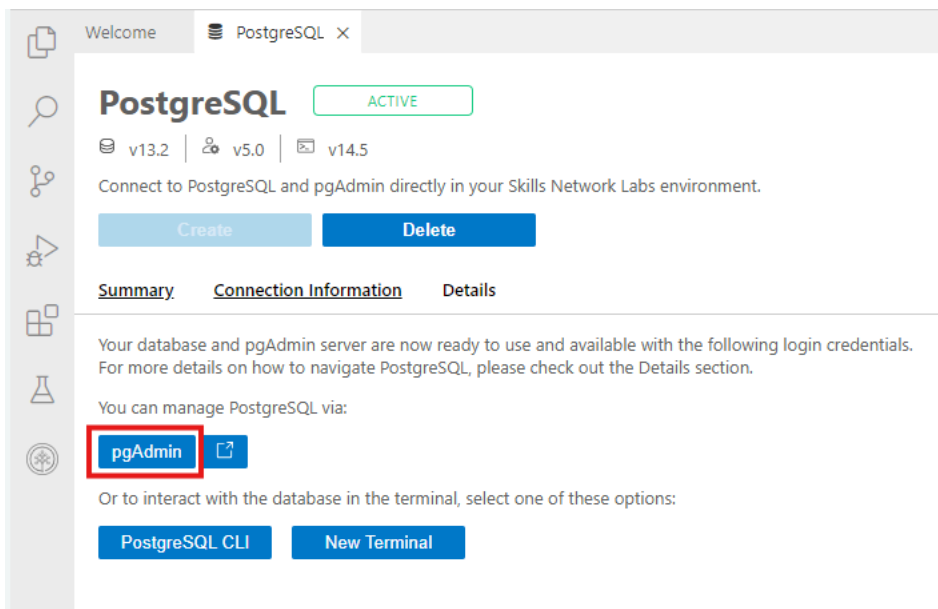 Welcome
PostgreSQL
PostgreSQL
ACTIVE
v13.2
v5.0
v14.5
Connect to PostgreSQL and pgAdmin directly in your Skills Network Labs environment.
Create
Delete
Summary
Connection Information
Details
Your database and pgAdmin server are now ready to use and available with the following login credentials.
For more details on how to navigate PostgreSQL, please check out the Details section.
You can manage PostgreSQL via:
pgAdmin
Or to interact with the database in the terminal, select one of these options:
PostgreSQL CLI
New Terminal